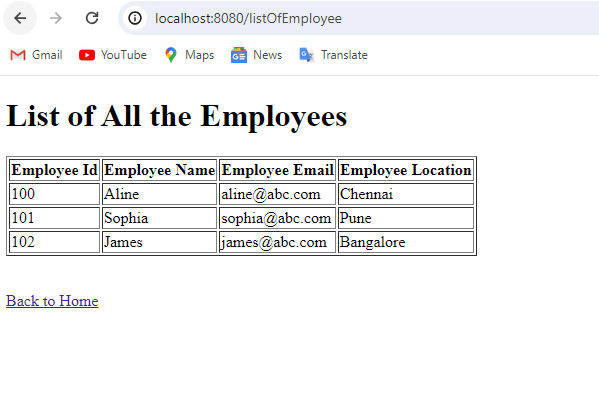 localhost:8080/listOfEmployee
Gmail YouTube Maps News Translate
List of All the Employees
Employee Id Employee Name Employee Email Employee Location
100 Aline aline@abc.com Chennai
101 Sophia sophia@abc.com Pune
102 James james@abc.com Bangalore
Back to Home